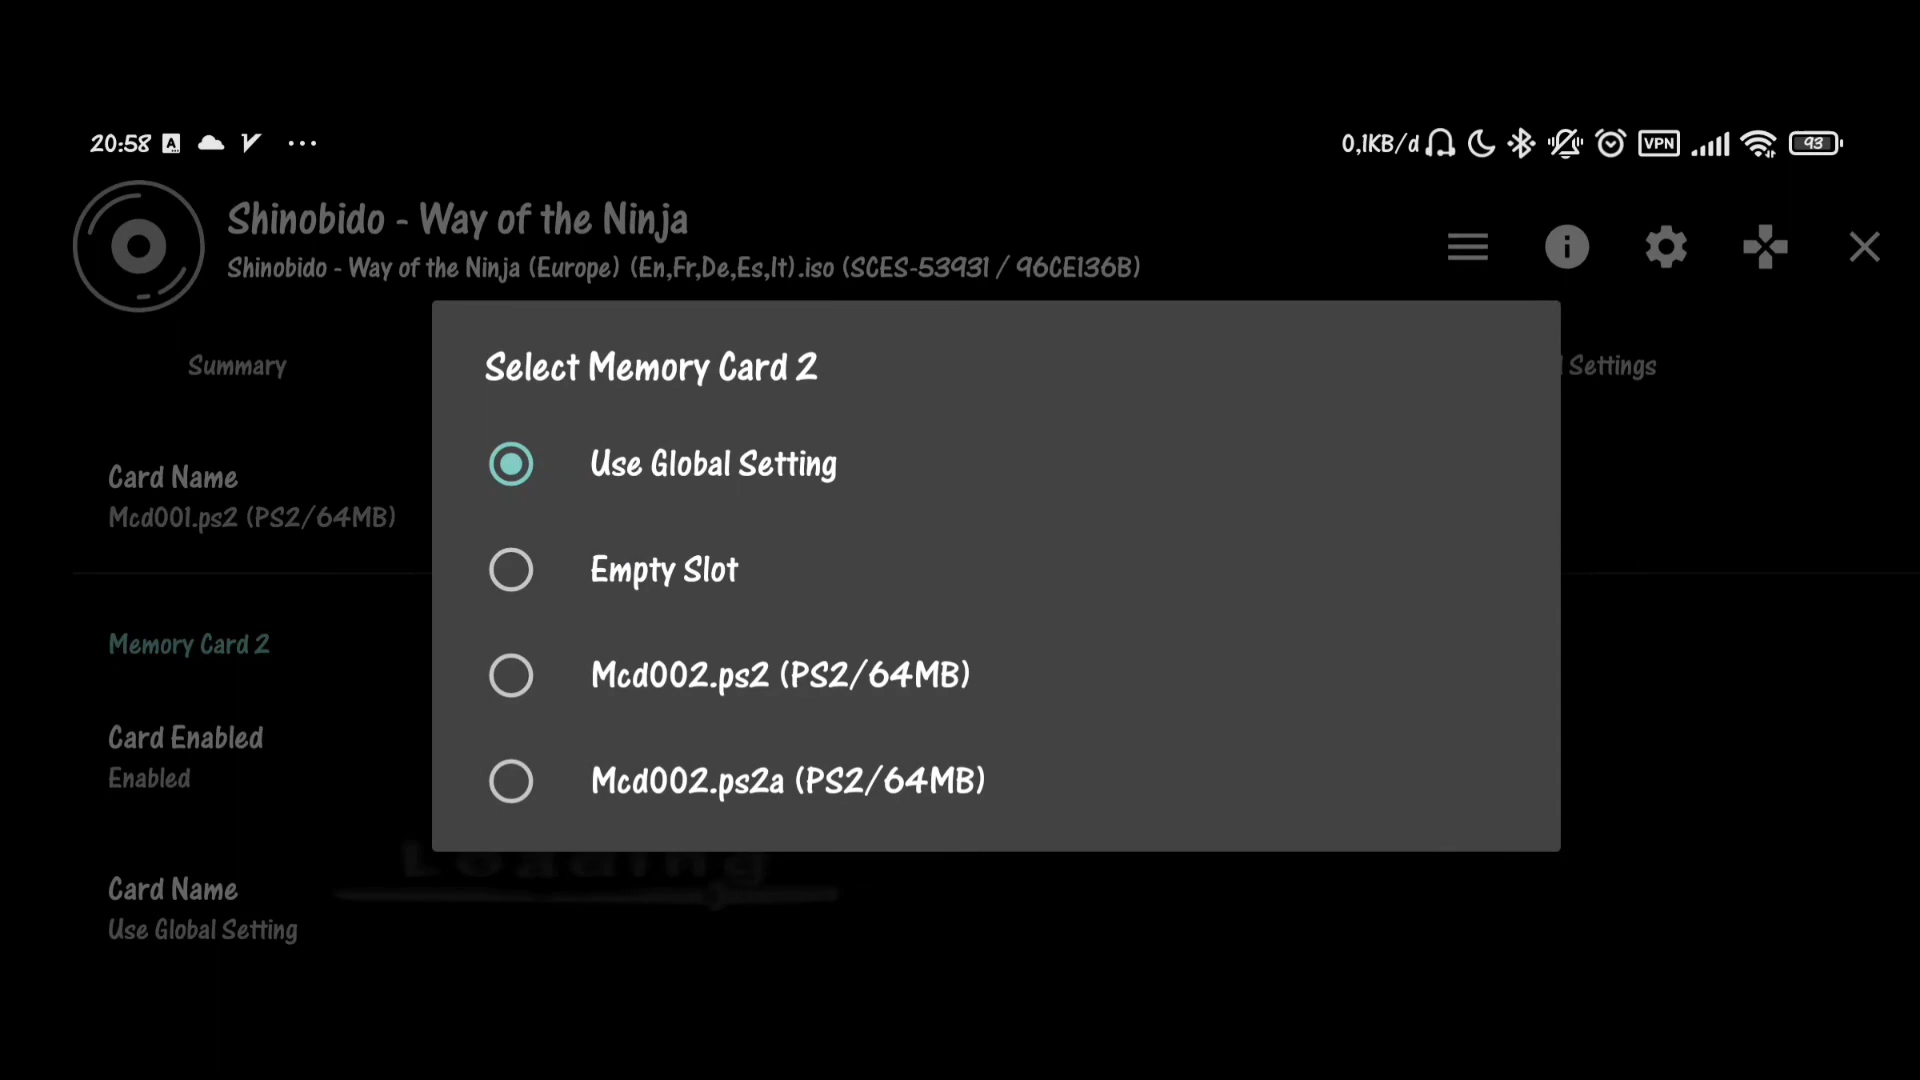 20:58
0,1KB/d VPN 93
Shinobido - Way of the Ninja
Shinobido - Way of the Ninja (Europe) (En,Fr,De,Es,It).iso (SCES-53931 / 96CE136B)
Summary
Settings
Select Memory Card 2
Use Global Setting
Empty Slot
Mcd002.ps2 (PS2/64MB)
Mcd002.ps2a (PS2/64MB)
Card Name
Mcd001.ps2 (PS2/64MB)
Memory Card 2
Card Enabled
Enabled
Loading
Card Name
Use Global Setting